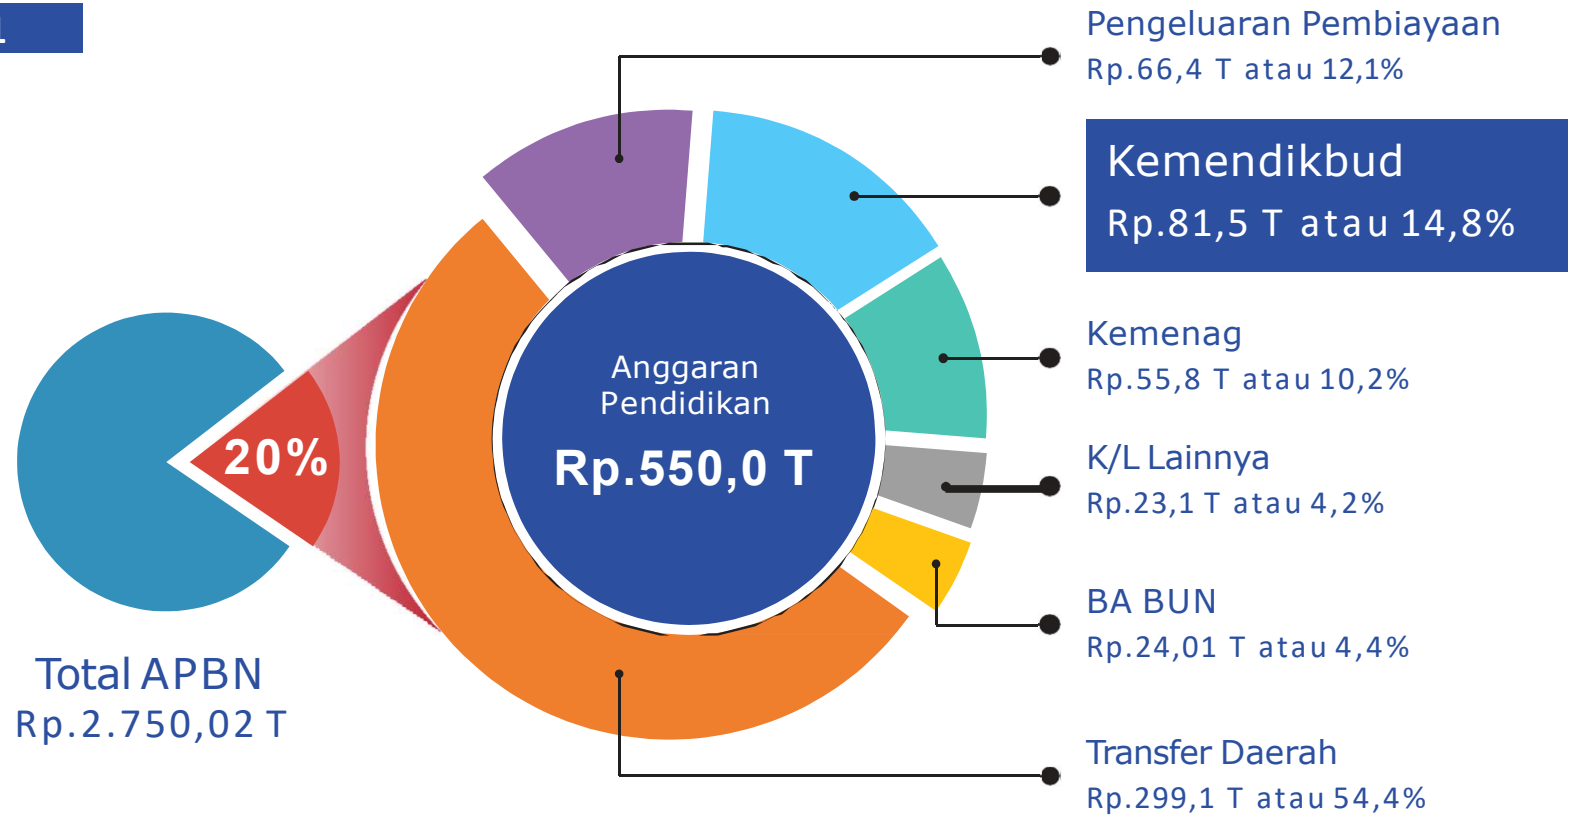 1
Pengeluaran Pembiayaan
Rp.66,4 T atau 12,1%
Kemendikbud
Rp.81,5 T atau 14,8%
Kemenag
Rp.55,8 T atau 10,2%
K/L Lainnya
Rp.23,1 T atau 4,2%
BA BUN
Rp.24,01 T atau 4,4%
Transfer Daerah
Rp.299,1 T atau 54,4%
Anggaran
Pendidikan
Rp.550,0 T
20%
Total APBN
Rp.2.750,02 T